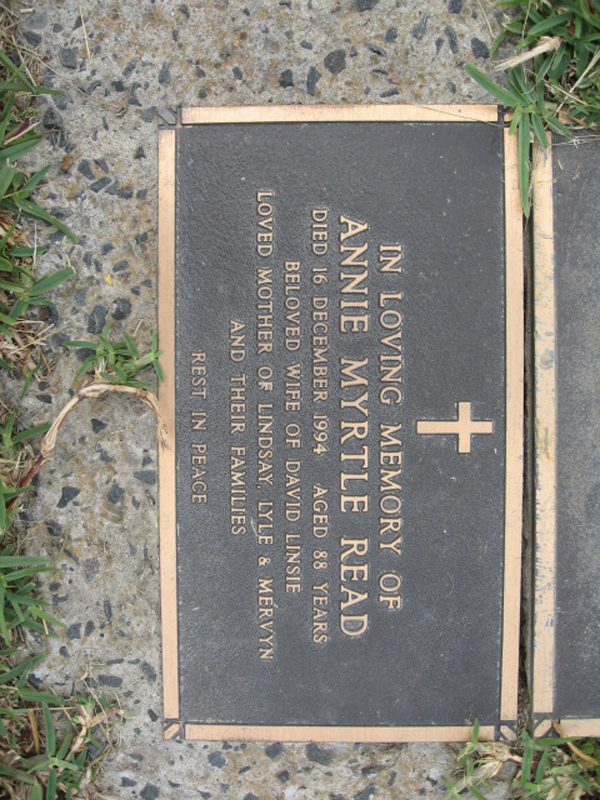 IN LOVING MEMORY OF
ANNIE MYRTLE READ
DIED 16 DECEMBER 1994 AGED 88 YEARS
BELOVED WIFE OF DAVID LINSIE
LOVED MOTHER OF LINDSAY, LYLE & MERVYN
AND THEIR FAMILIES
REST IN PEACE